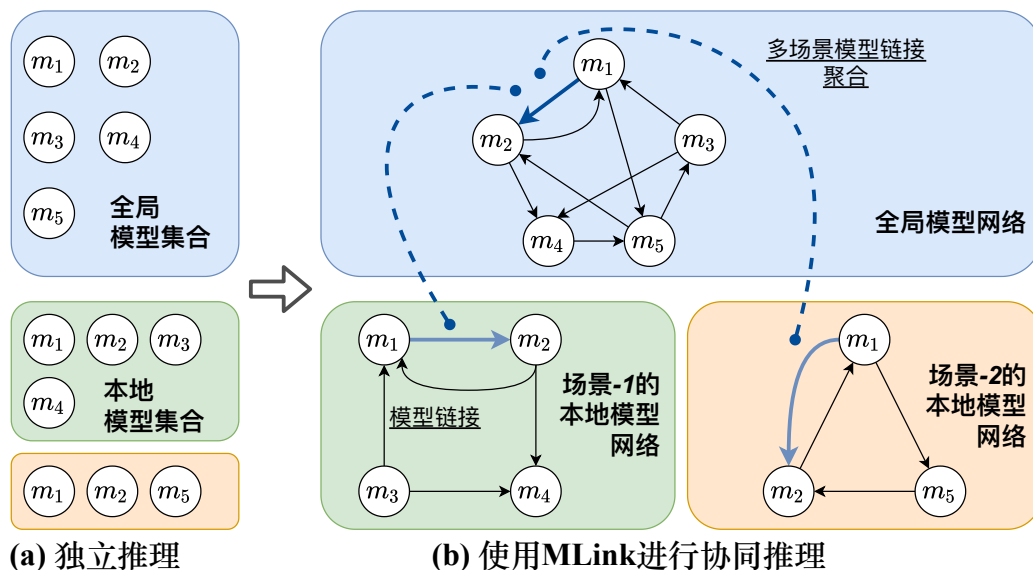 m1 m2
m3 m4
m5
全局
模型集合
m1 m2 m3
m4
本地
模型集合
m1 m2 m5
(a) 独立推理
多场景模型链接
聚合
m1
m2 m3
m4 m5
全局模型网络
m1 m2
模型链接
m3 m4
场景-1的
本地模型
网络
m1
m2 m5
场景-2的
本地模型
网络
(b) 使用MLink进行协同推理